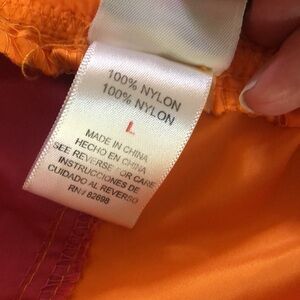 100% NYLON
100% NYLON
L
MADE IN CHINA
HECHO EN CHINA
SEE REVERSE FOR CARE
INSTRUCCIONES DE
CUIDADO AL REVERSO
RN# 82698